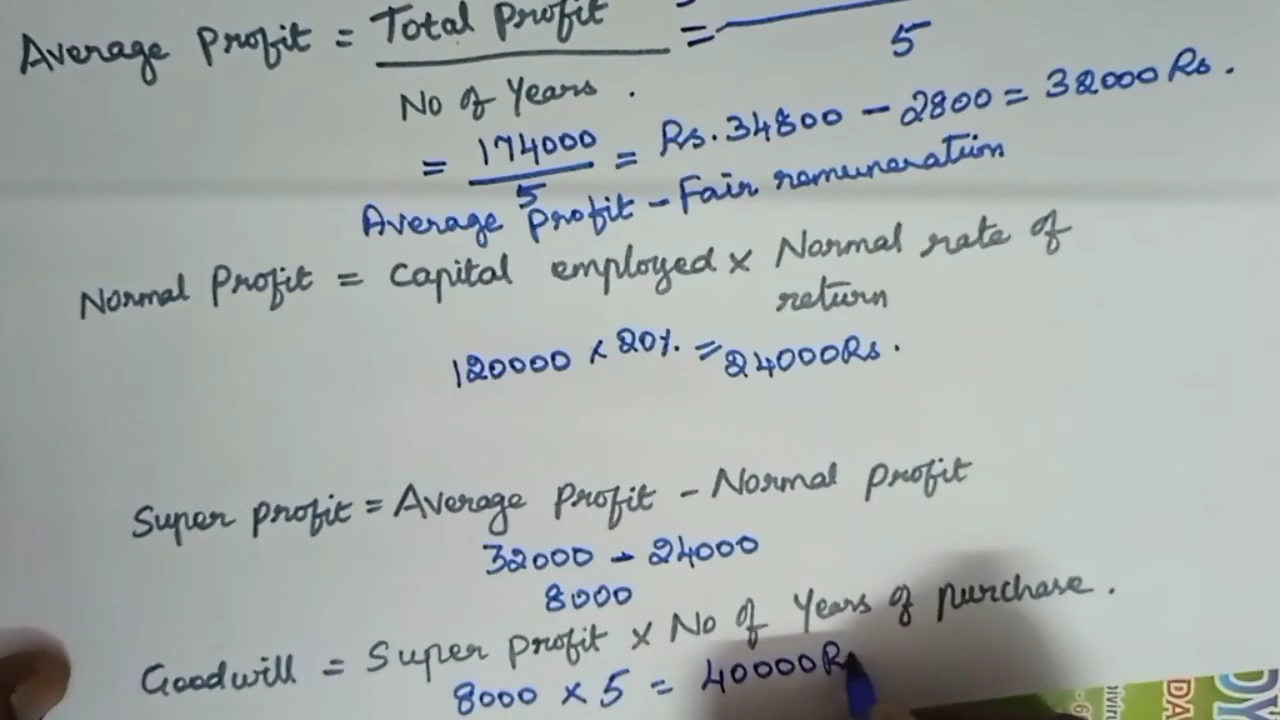 Average Profit = Total Profit =
No of Years .
5
= 174000 = Rs.34800 - 2800 = 32000 Rs.
5
Average Profit - Fair remuneration
Normal Profit = Capital employed × Normal rate of
return
120000 × 20% = 24000Rs.
Super profit = Average Profit - Normal profit
32000 - 24000
8000
Goodwill = Super profit × No of Years of purchase.
8000 × 5 = 40000R
DY
DA